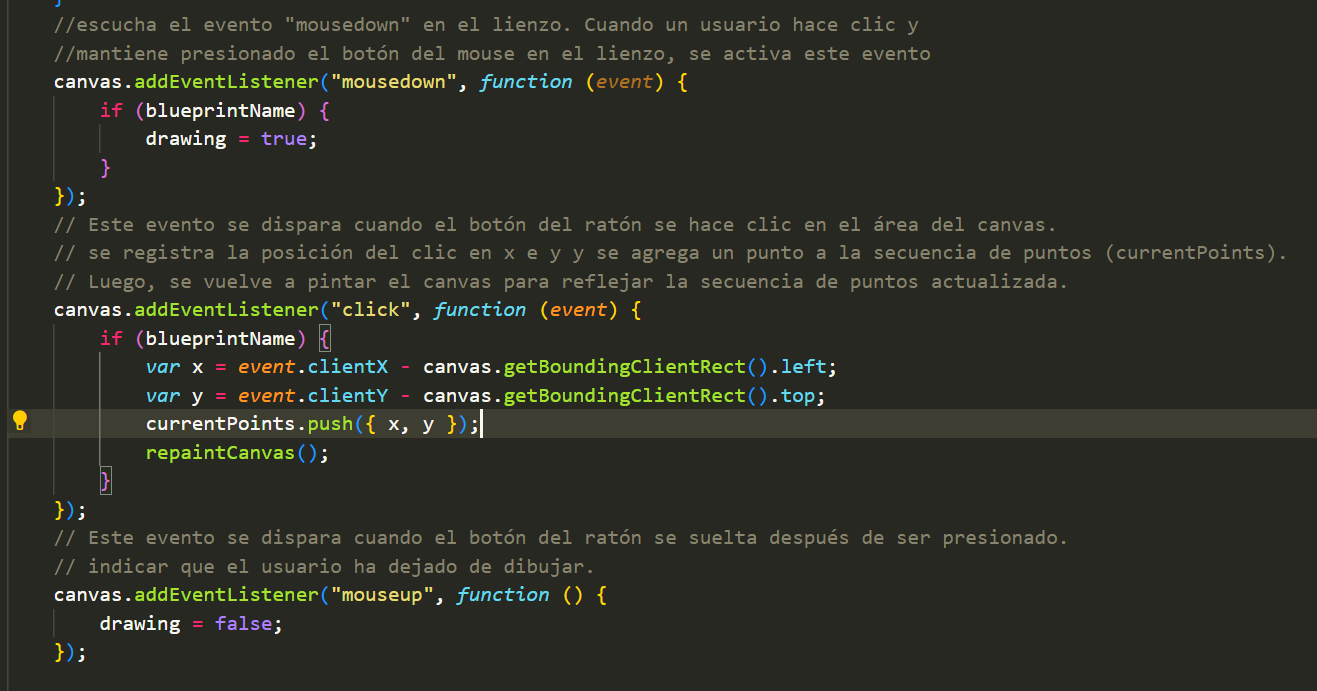 }
//escucha el evento "mousedown" en el lienzo. Cuando un usuario hace clic y
//mantiene presionado el botón del mouse en el lienzo, se activa este evento
canvas.addEventListener("mousedown", function (event) {
    if (blueprintName) {
        drawing = true;
    }
});
// Este evento se dispara cuando el botón del ratón se hace clic en el área del canvas.
// se registra la posición del clic en x e y y se agrega un punto a la secuencia de puntos (currentPoints).
// Luego, se vuelve a pintar el canvas para reflejar la secuencia de puntos actualizada.
canvas.addEventListener("click", function (event) {
    if (blueprintName) {
        var x = event.clientX - canvas.getBoundingClientRect().left;
        var y = event.clientY - canvas.getBoundingClientRect().top;
        currentPoints.push({ x, y });
        repaintCanvas();
    }
});
// Este evento se dispara cuando el botón del ratón se suelta después de ser presionado.
// indicar que el usuario ha dejado de dibujar.
canvas.addEventListener("mouseup", function () {
    drawing = false;
});